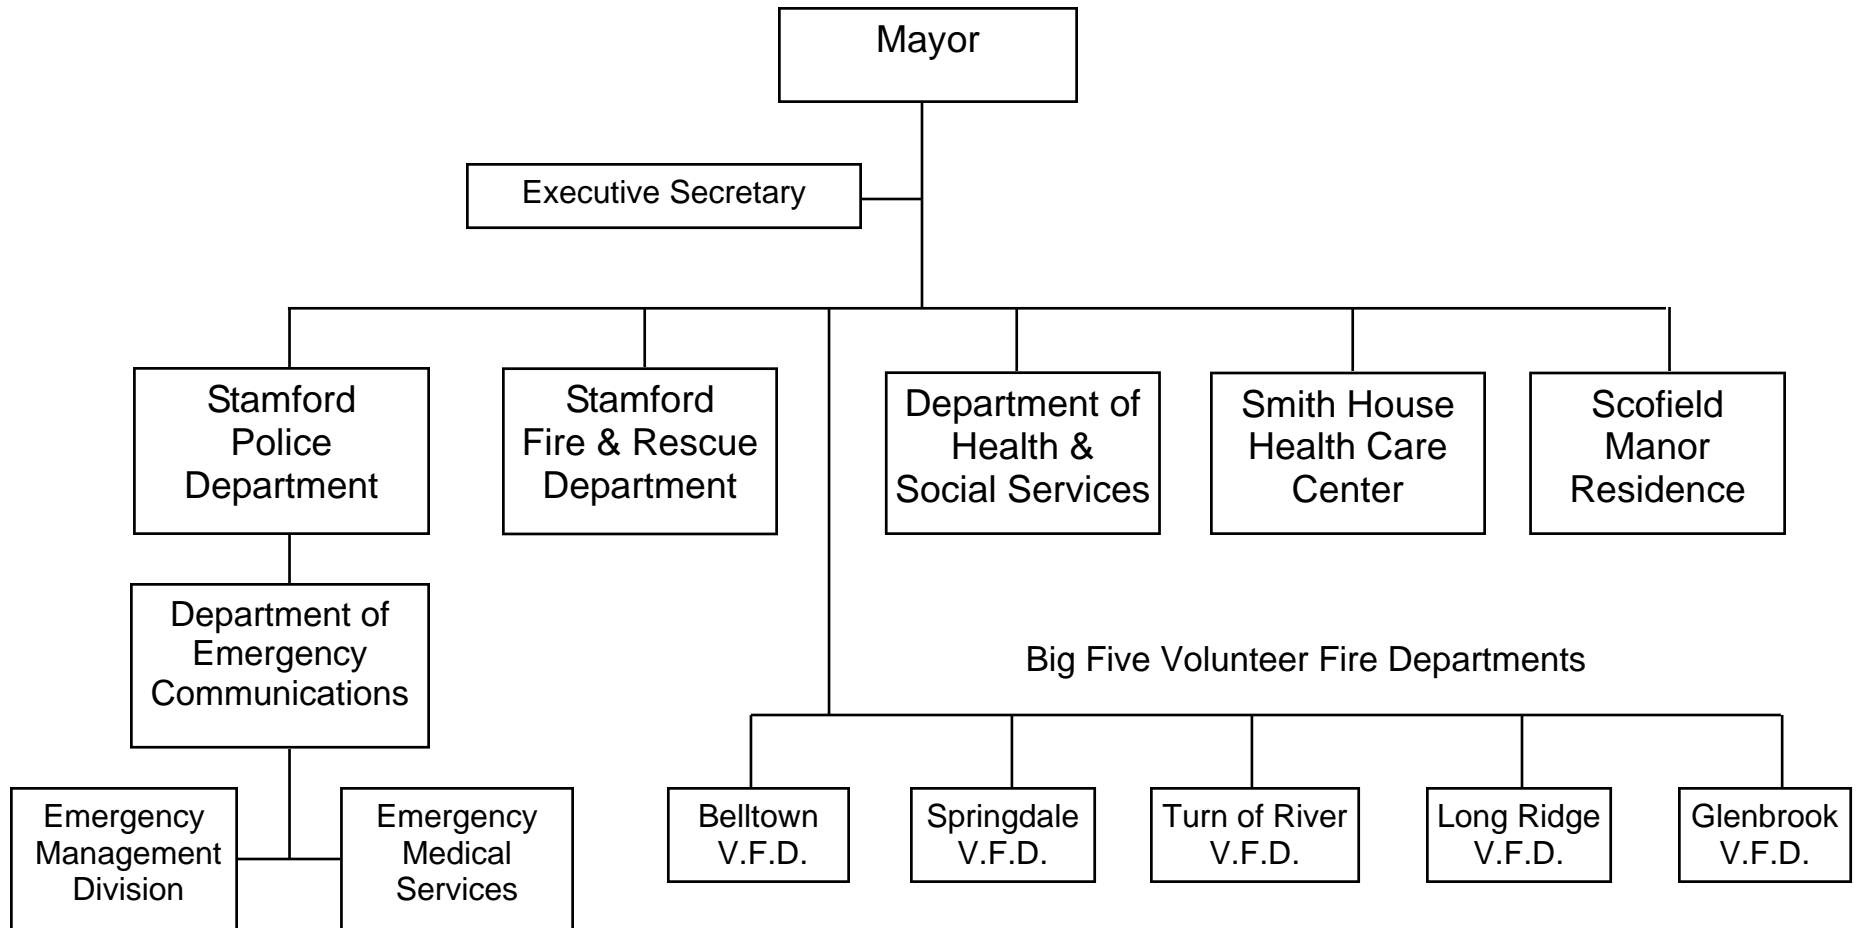 Mayor
Executive Secretary
Stamford
Police
Department
Stamford
Fire & Rescue
Department
Department of
Health &
Social Services
Smith House
Health Care
Center
Scofield
Manor
Residence
Department of
Emergency
Communications
Big Five Volunteer Fire Departments
Emergency
Management
Division
Emergency
Medical
Services
Belltown
V.F.D.
Springdale
V.F.D.
Turn of River
V.F.D.
Long Ridge
V.F.D.
Glenbrook
V.F.D.